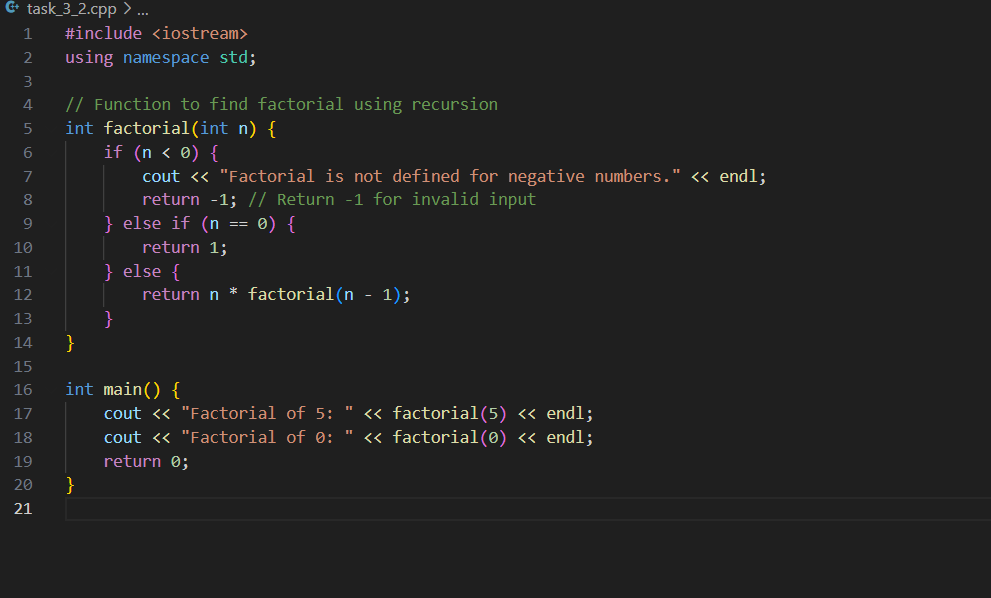 task_3_2.cpp > ...
1 #include <iostream>
2 using namespace std;
3
4 // Function to find factorial using recursion
5 int factorial(int n) {
6     if (n < 0) {
7         cout << "Factorial is not defined for negative numbers." << endl;
8         return -1; // Return -1 for invalid input
9     } else if (n == 0) {
10         return 1;
11     } else {
12         return n * factorial(n - 1);
13     }
14 }
15
16 int main() {
17     cout << "Factorial of 5: " << factorial(5) << endl;
18     cout << "Factorial of 0: " << factorial(0) << endl;
19     return 0;
20 }
21